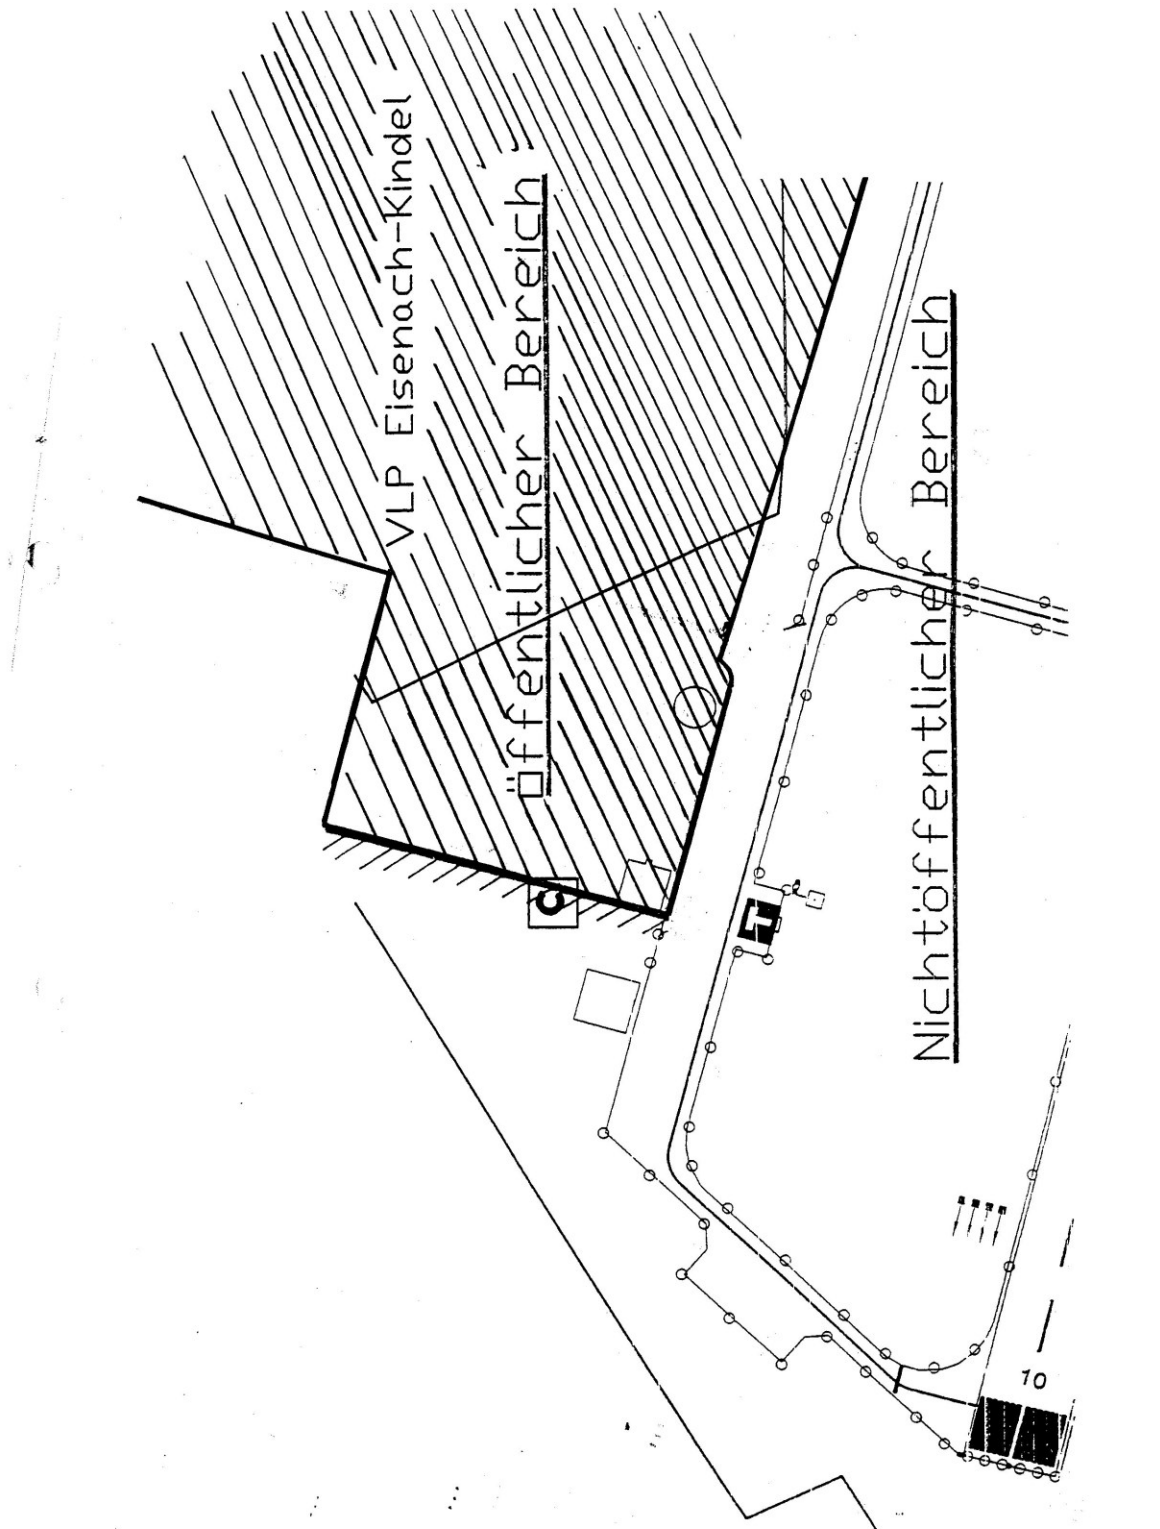 VLP Eisenach-Kindel
Öffentlicher Bereich
Nichtöffentlicher Bereich
C
T
10